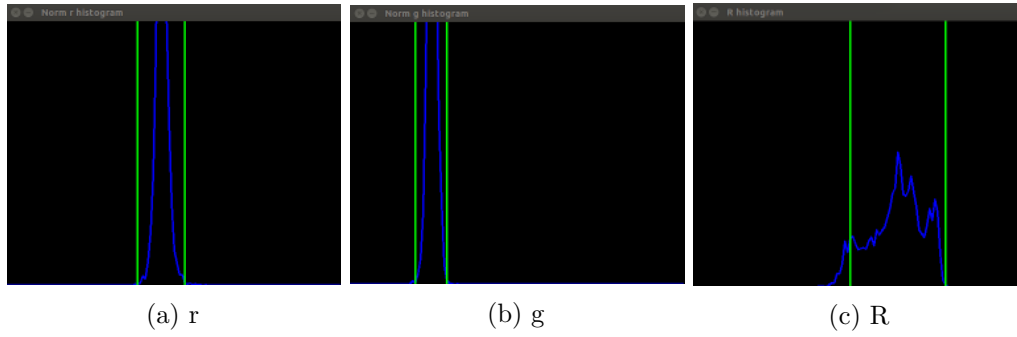 Norm r histogram
Norm g histogram
R histogram
(a) r
(b) g
(c) R